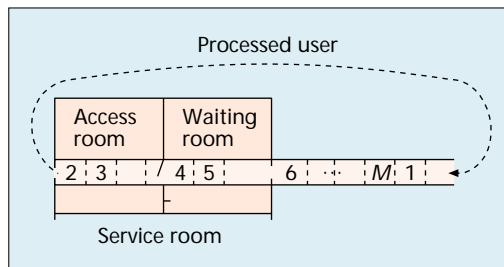 Processed user
Access room
Waiting room
2 3 / 4 5 6 ... M 1
Service room